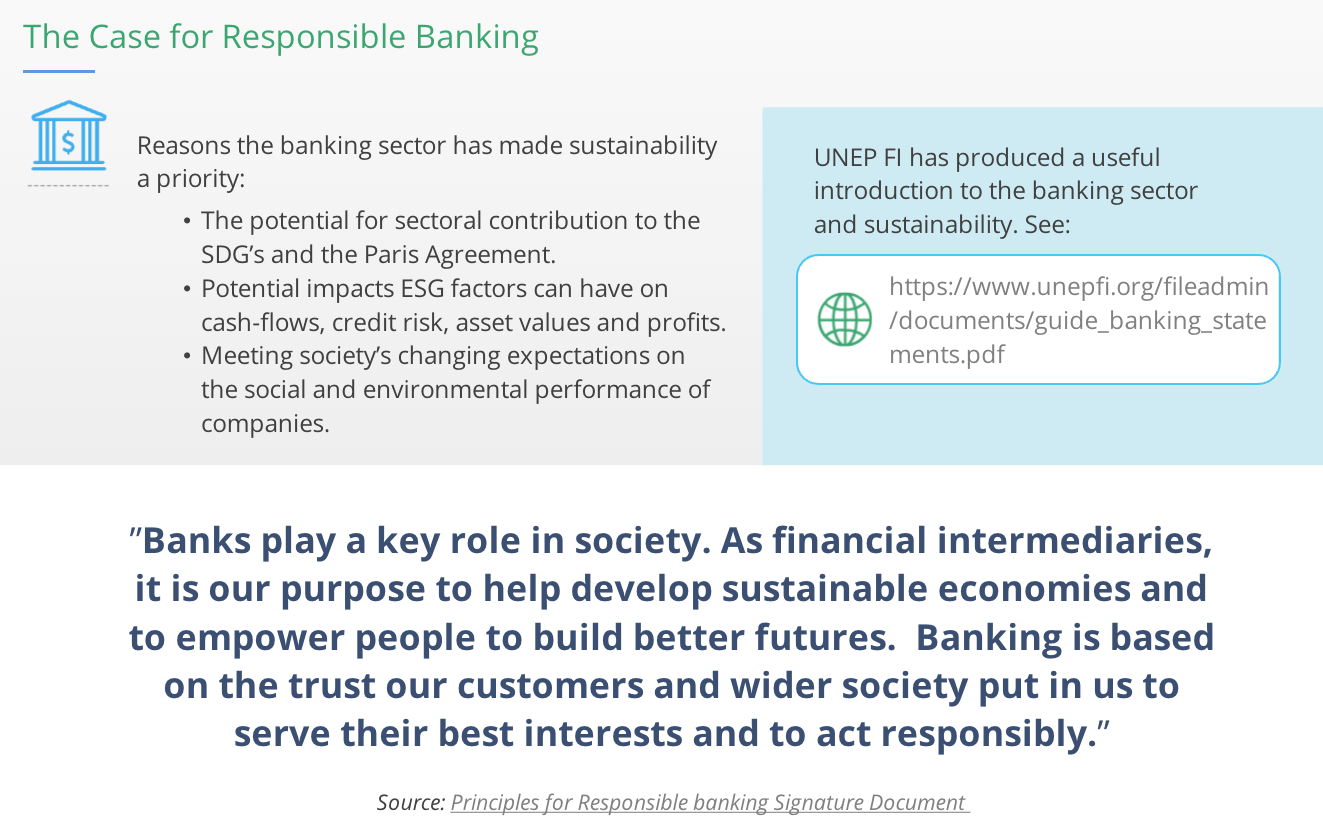 The Case for Responsible Banking
$
Reasons the banking sector has made sustainability
a priority:
• The potential for sectoral contribution to the
SDG’s and the Paris Agreement.
• Potential impacts ESG factors can have on
cash-flows, credit risk, asset values and profits.
• Meeting society’s changing expectations on
the social and environmental performance of
companies.
UNEP FI has produced a useful
introduction to the banking sector
and sustainability. See:
https://www.unepfi.org/fileadmin
/documents/guide_banking_state
ments.pdf
”Banks play a key role in society. As financial intermediaries,
it is our purpose to help develop sustainable economies and
to empower people to build better futures.  Banking is based
on the trust our customers and wider society put in us to
serve their best interests and to act responsibly.”
Source: Principles for Responsible banking Signature Document